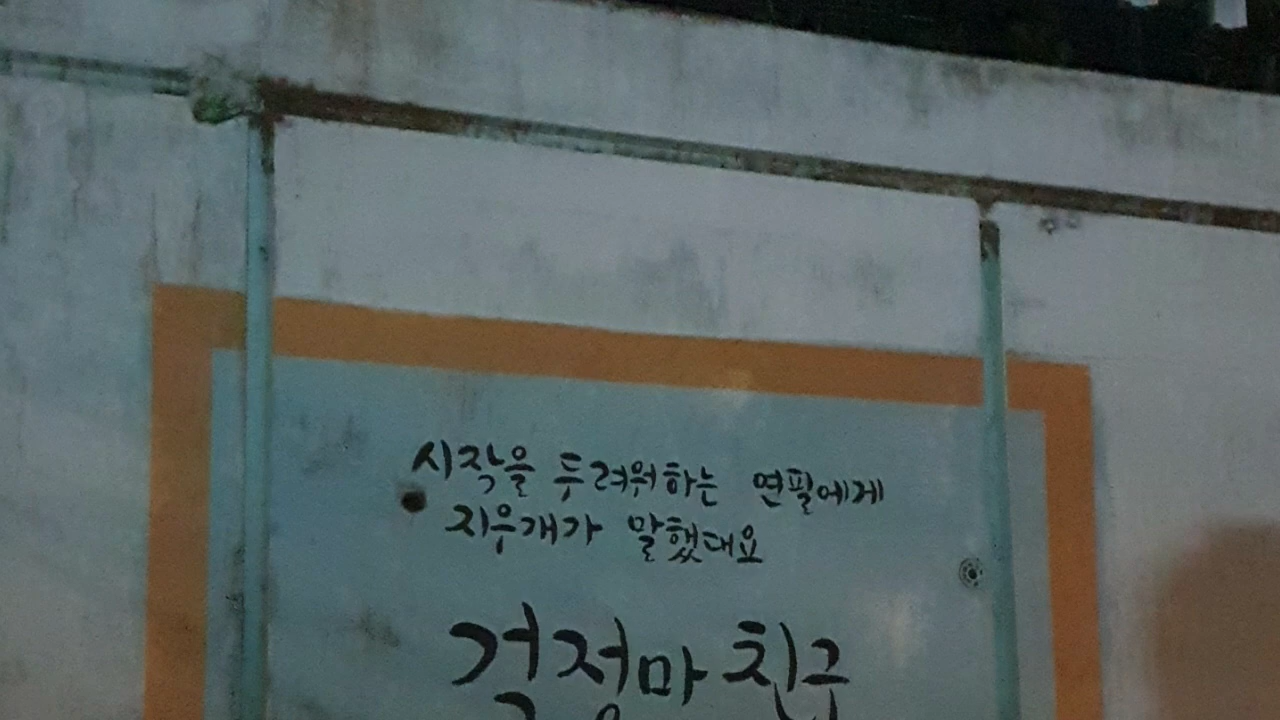 시작을 두려워하는 연필에게
지우개가 말했대요
걱정마 친구